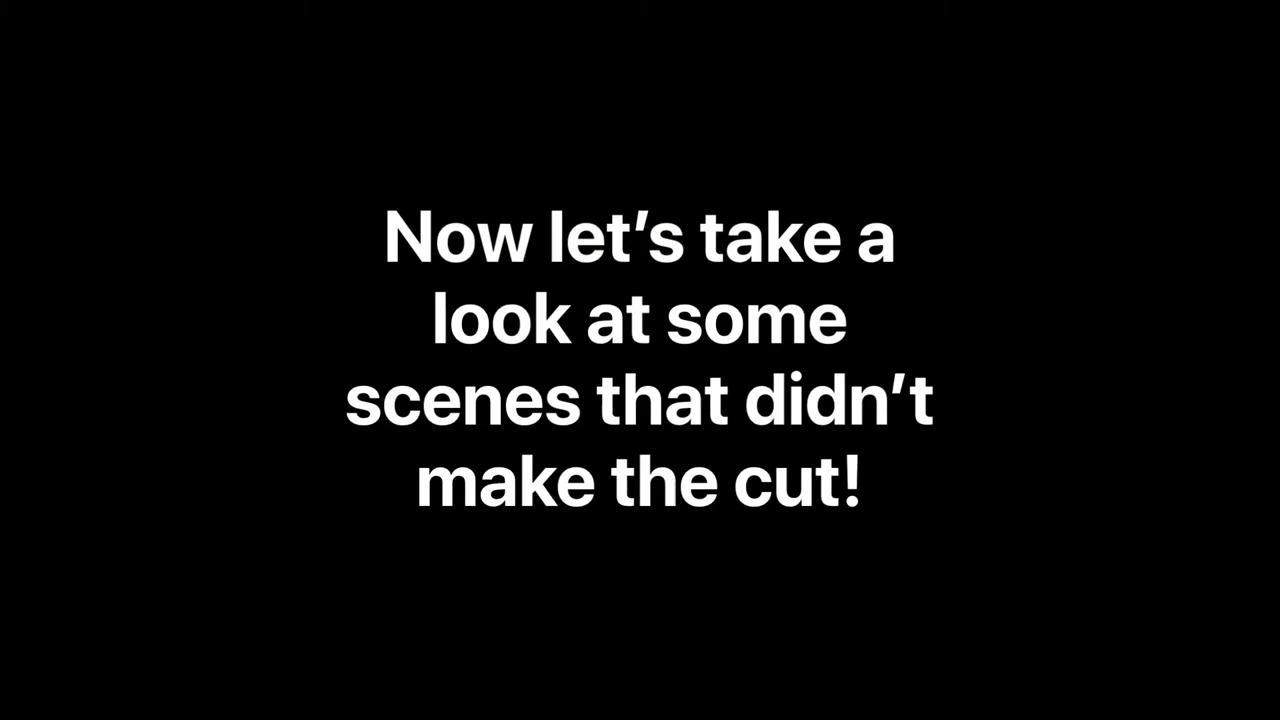 Now let’s take a
look at some
scenes that didn’t
make the cut!